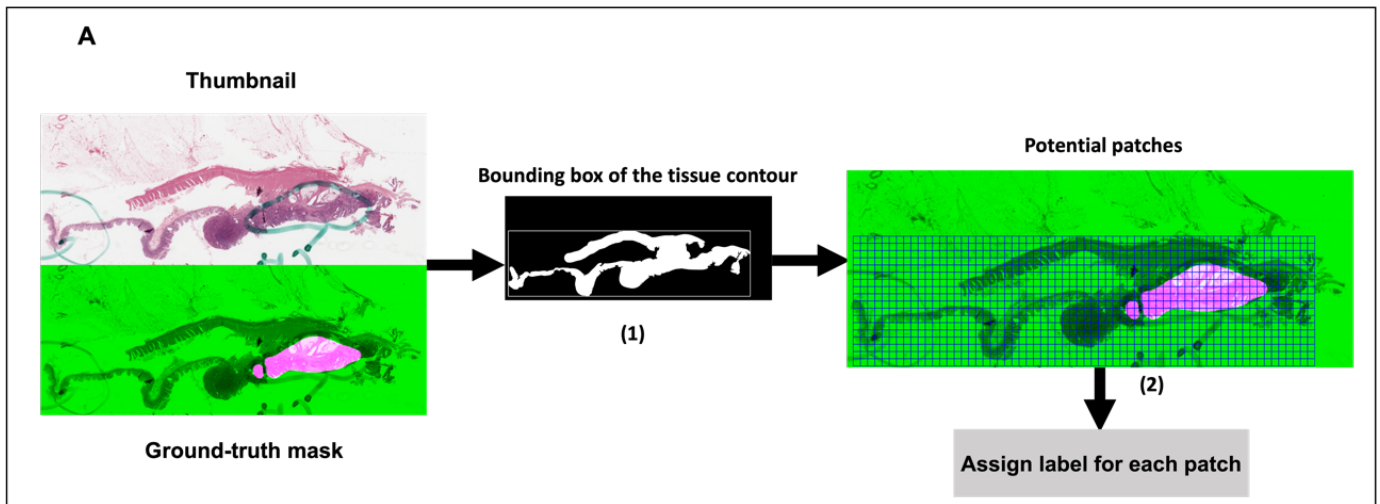 A
Thumbnail
Bounding box of the tissue contour
Potential patches
(1)
(2)
Ground-truth mask
Assign label for each patch